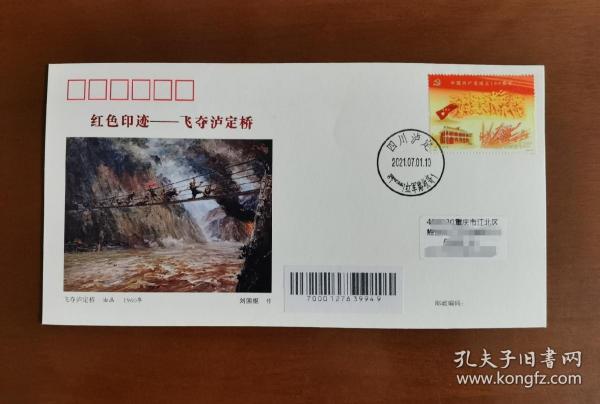 红色印迹——飞夺泸定桥
中国共产党成立100周年
四川泸定
2021.07.01.10
重庆市江北区
7000127639949
飞夺泸定桥 油画 1960年
刘国枢 作
邮政编码:
孔夫子旧书网
www.kongfz.com